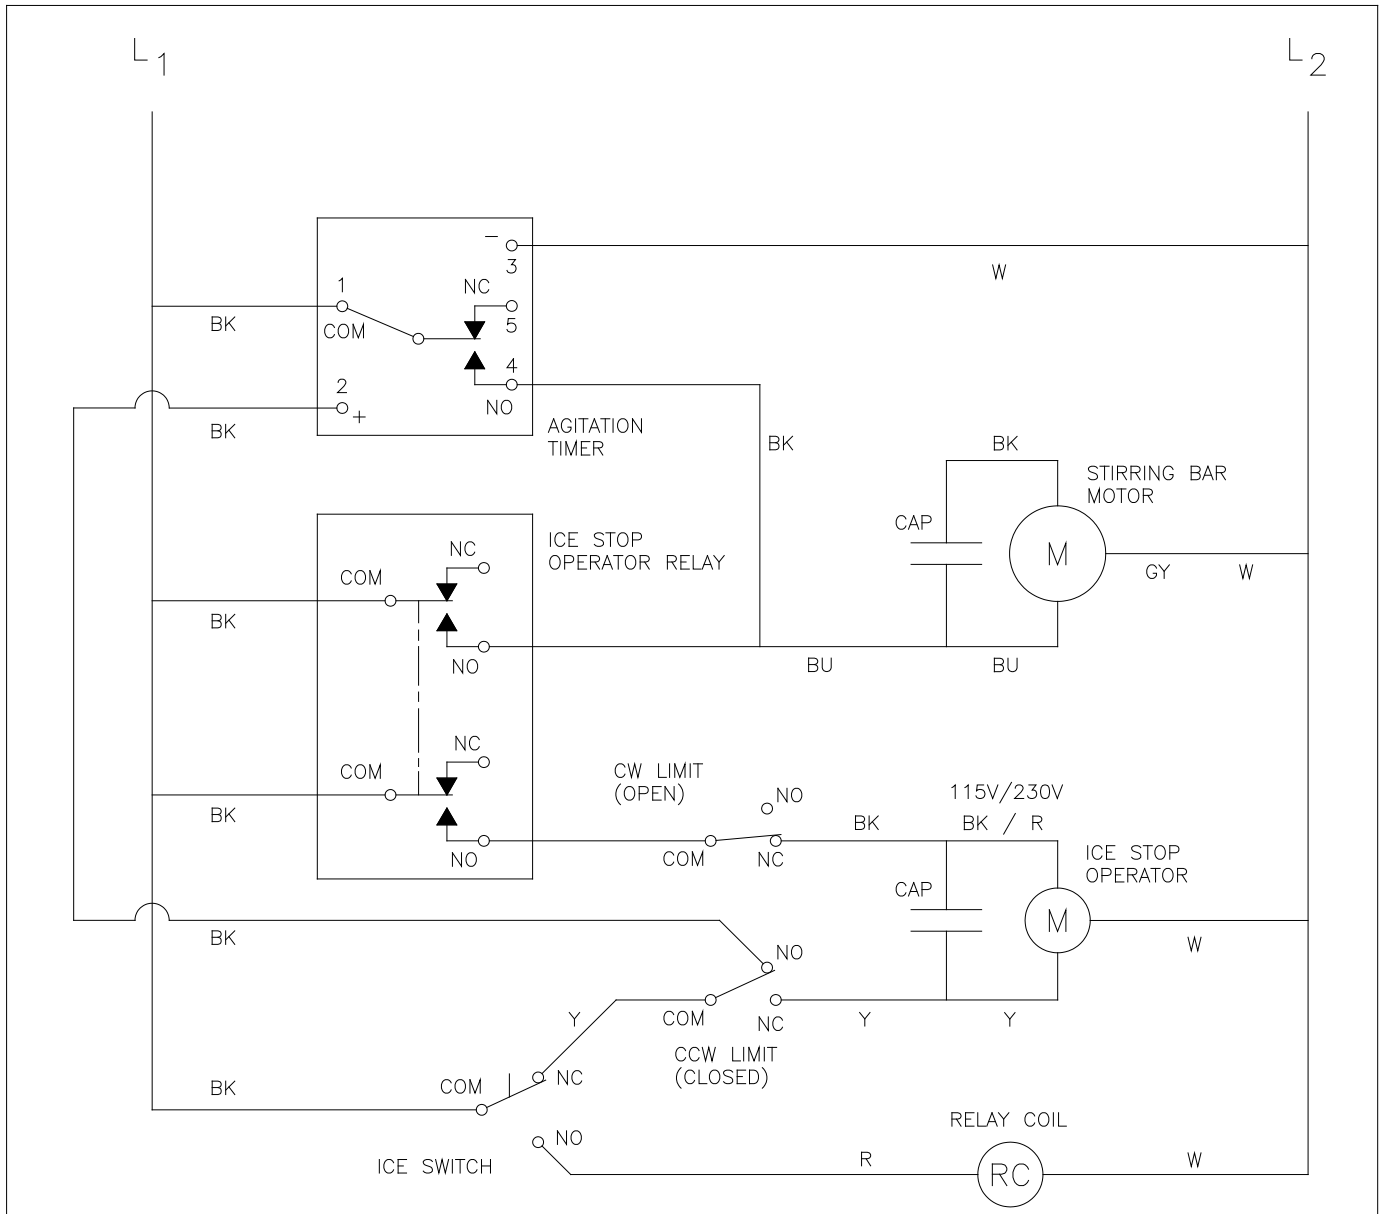 L1
L2
−
3
W
1
NC
BK
COM
5
4
2
+
NO
BK
AGITATION
TIMER
BK
BK
STIRRING BAR
MOTOR
CAP
M
ICE STOP
OPERATOR RELAY
NC
COM
GY
W
BK
NO
BU
BU
NC
COM
CW LIMIT
(OPEN)
NO
115V/230V
BK
BK
BK / R
NO
COM
NC
ICE STOP
OPERATOR
CAP
M
BK
W
NO
Y
COM
NC
Y
Y
CCW LIMIT
(CLOSED)
BK
COM
NC
RELAY COIL
NO
ICE SWITCH
R
RC
W